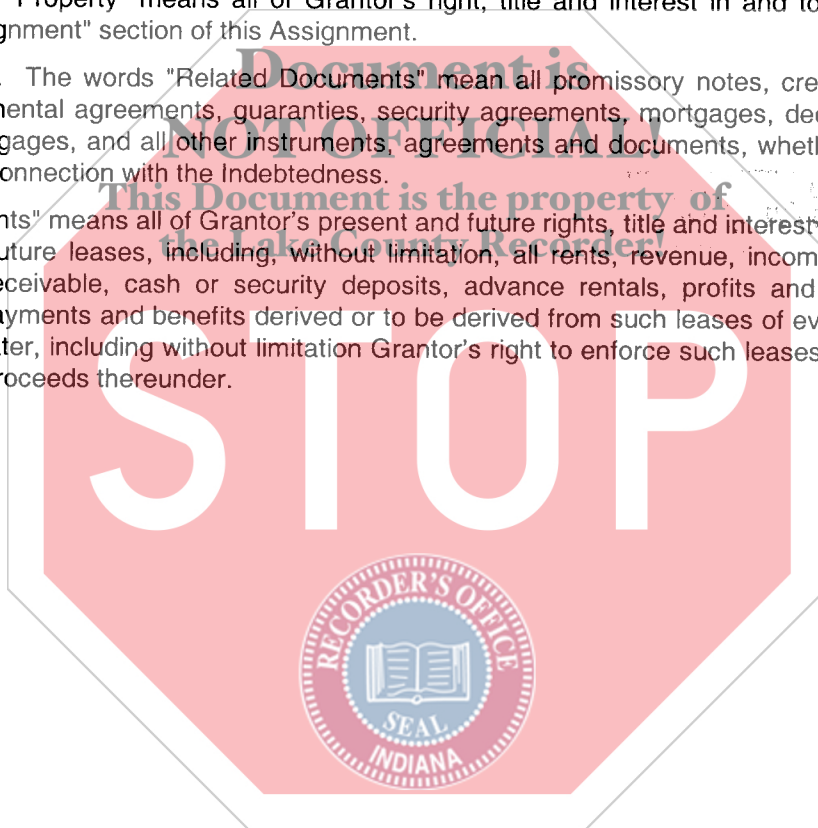 Property" means all of Grantor's right, title and interest in and to
gnment" section of this Assignment.
Document is
. The words "Related Documents" mean all promissory notes, cre
mental agreements, guaranties, security agreements, mortgages, dee
NOT OFFICIAL!
gages, and all other instruments, agreements and documents, wheth
onnection with the Indebtedness.
This Document is the property of
nts" means all of Grantor's present and future rights, title and interest
the Lake County Recorder!
uture leases, including, without limitation, all rents, revenue, incom
eceivable, cash or security deposits, advance rentals, profits and
ayments and benefits derived or to be derived from such leases of ev
ter, including without limitation Grantor's right to enforce such leases
roceeds thereunder.
STOP
RECORDER'S OFFICE
SEAL
INDIANA